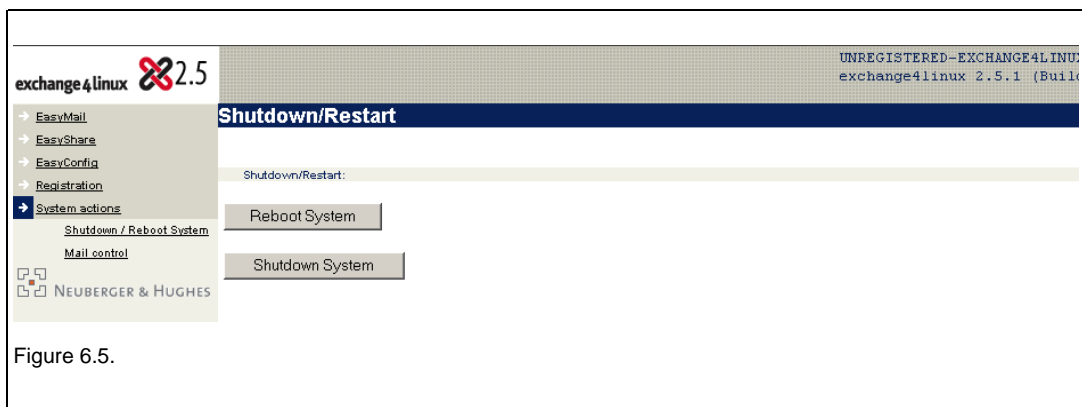 exchange4linux 2.5
UNREGISTERED-EXCHANGE4LINUX
exchange4linux 2.5.1 (Buil
EasyMail
EasyShare
EasyConfig
Registration
System actions
Shutdown / Reboot System
Mail control
NEUBERGER & HUGHES
Shutdown/Restart
Shutdown/Restart:
Reboot System
Shutdown System
Figure 6.5.